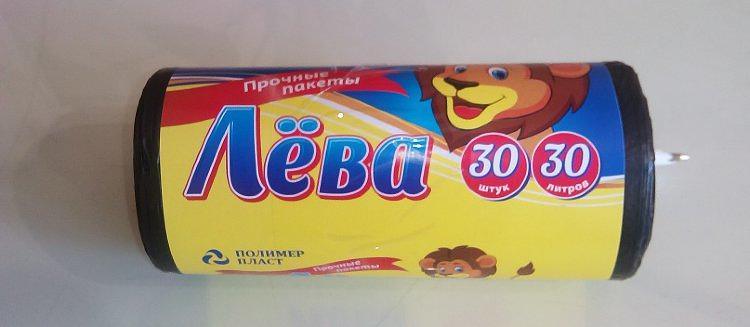 Прочные
пакеты
Лёва
30
штук
30
литров
ПОЛИМЕР
ПЛАСТ
Прочные
пакеты